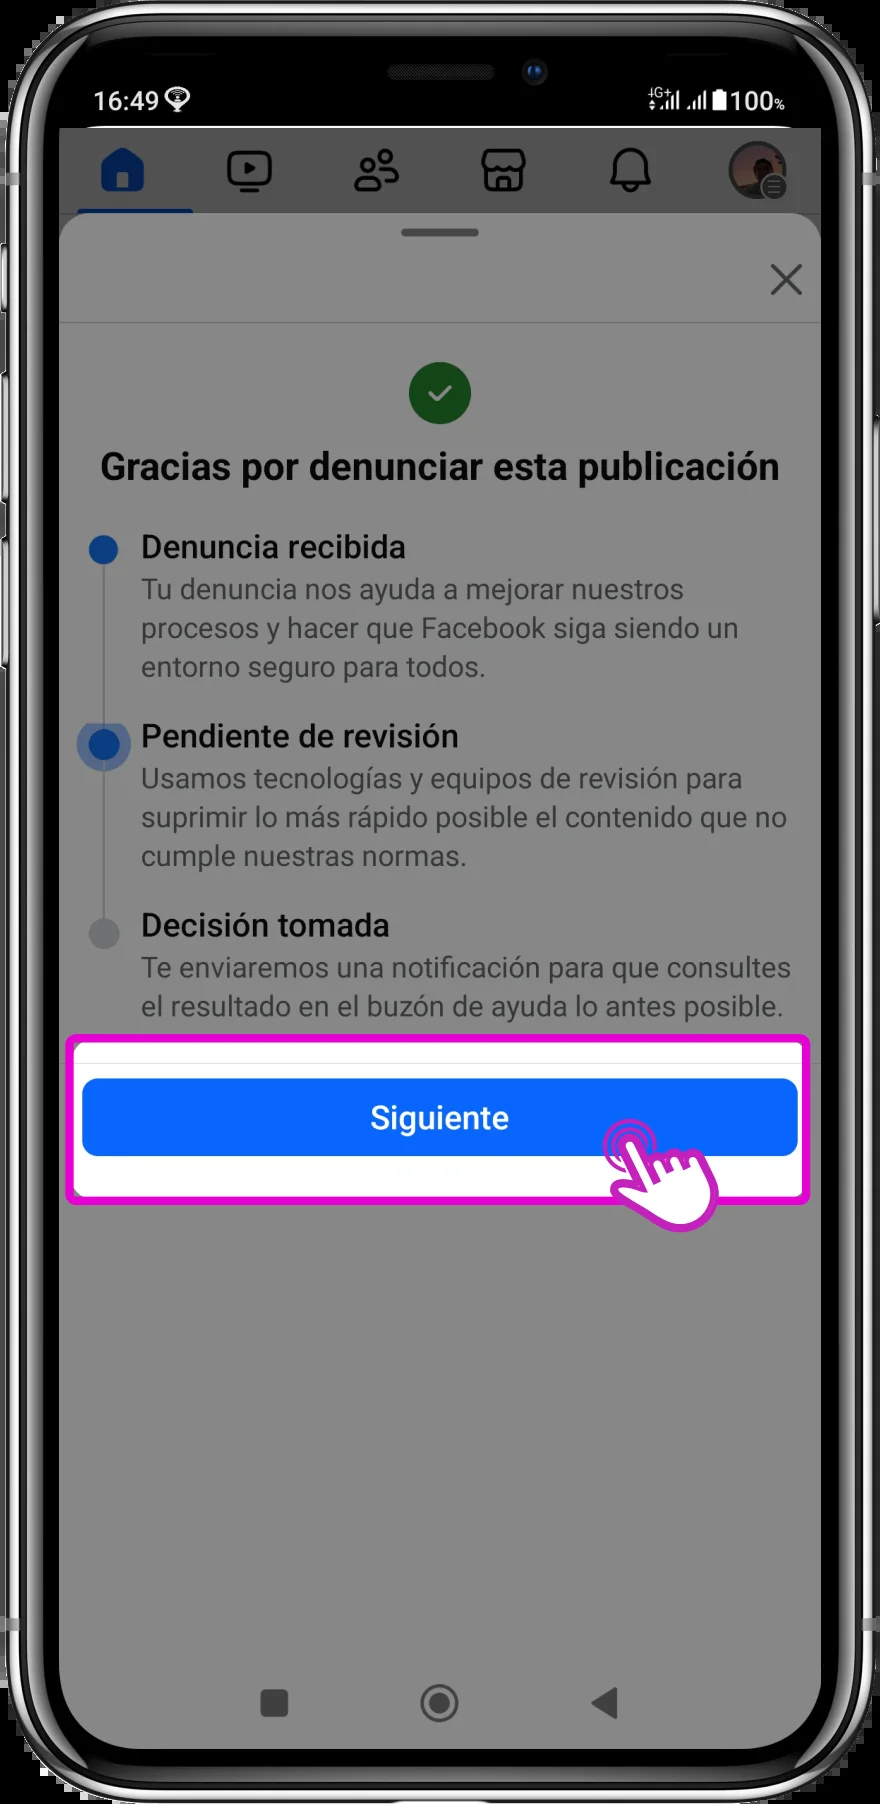 16:49 4G+ 100%
Gracias por denunciar esta publicación
Denuncia recibida
Tu denuncia nos ayuda a mejorar nuestros
procesos y hacer que Facebook siga siendo un
entorno seguro para todos.
Pendiente de revisión
Usamos tecnologías y equipos de revisión para
suprimir lo más rápido posible el contenido que no
cumple nuestras normas.
Decisión tomada
Te enviaremos una notificación para que consultes
el resultado en el buzón de ayuda lo antes posible.
Siguiente